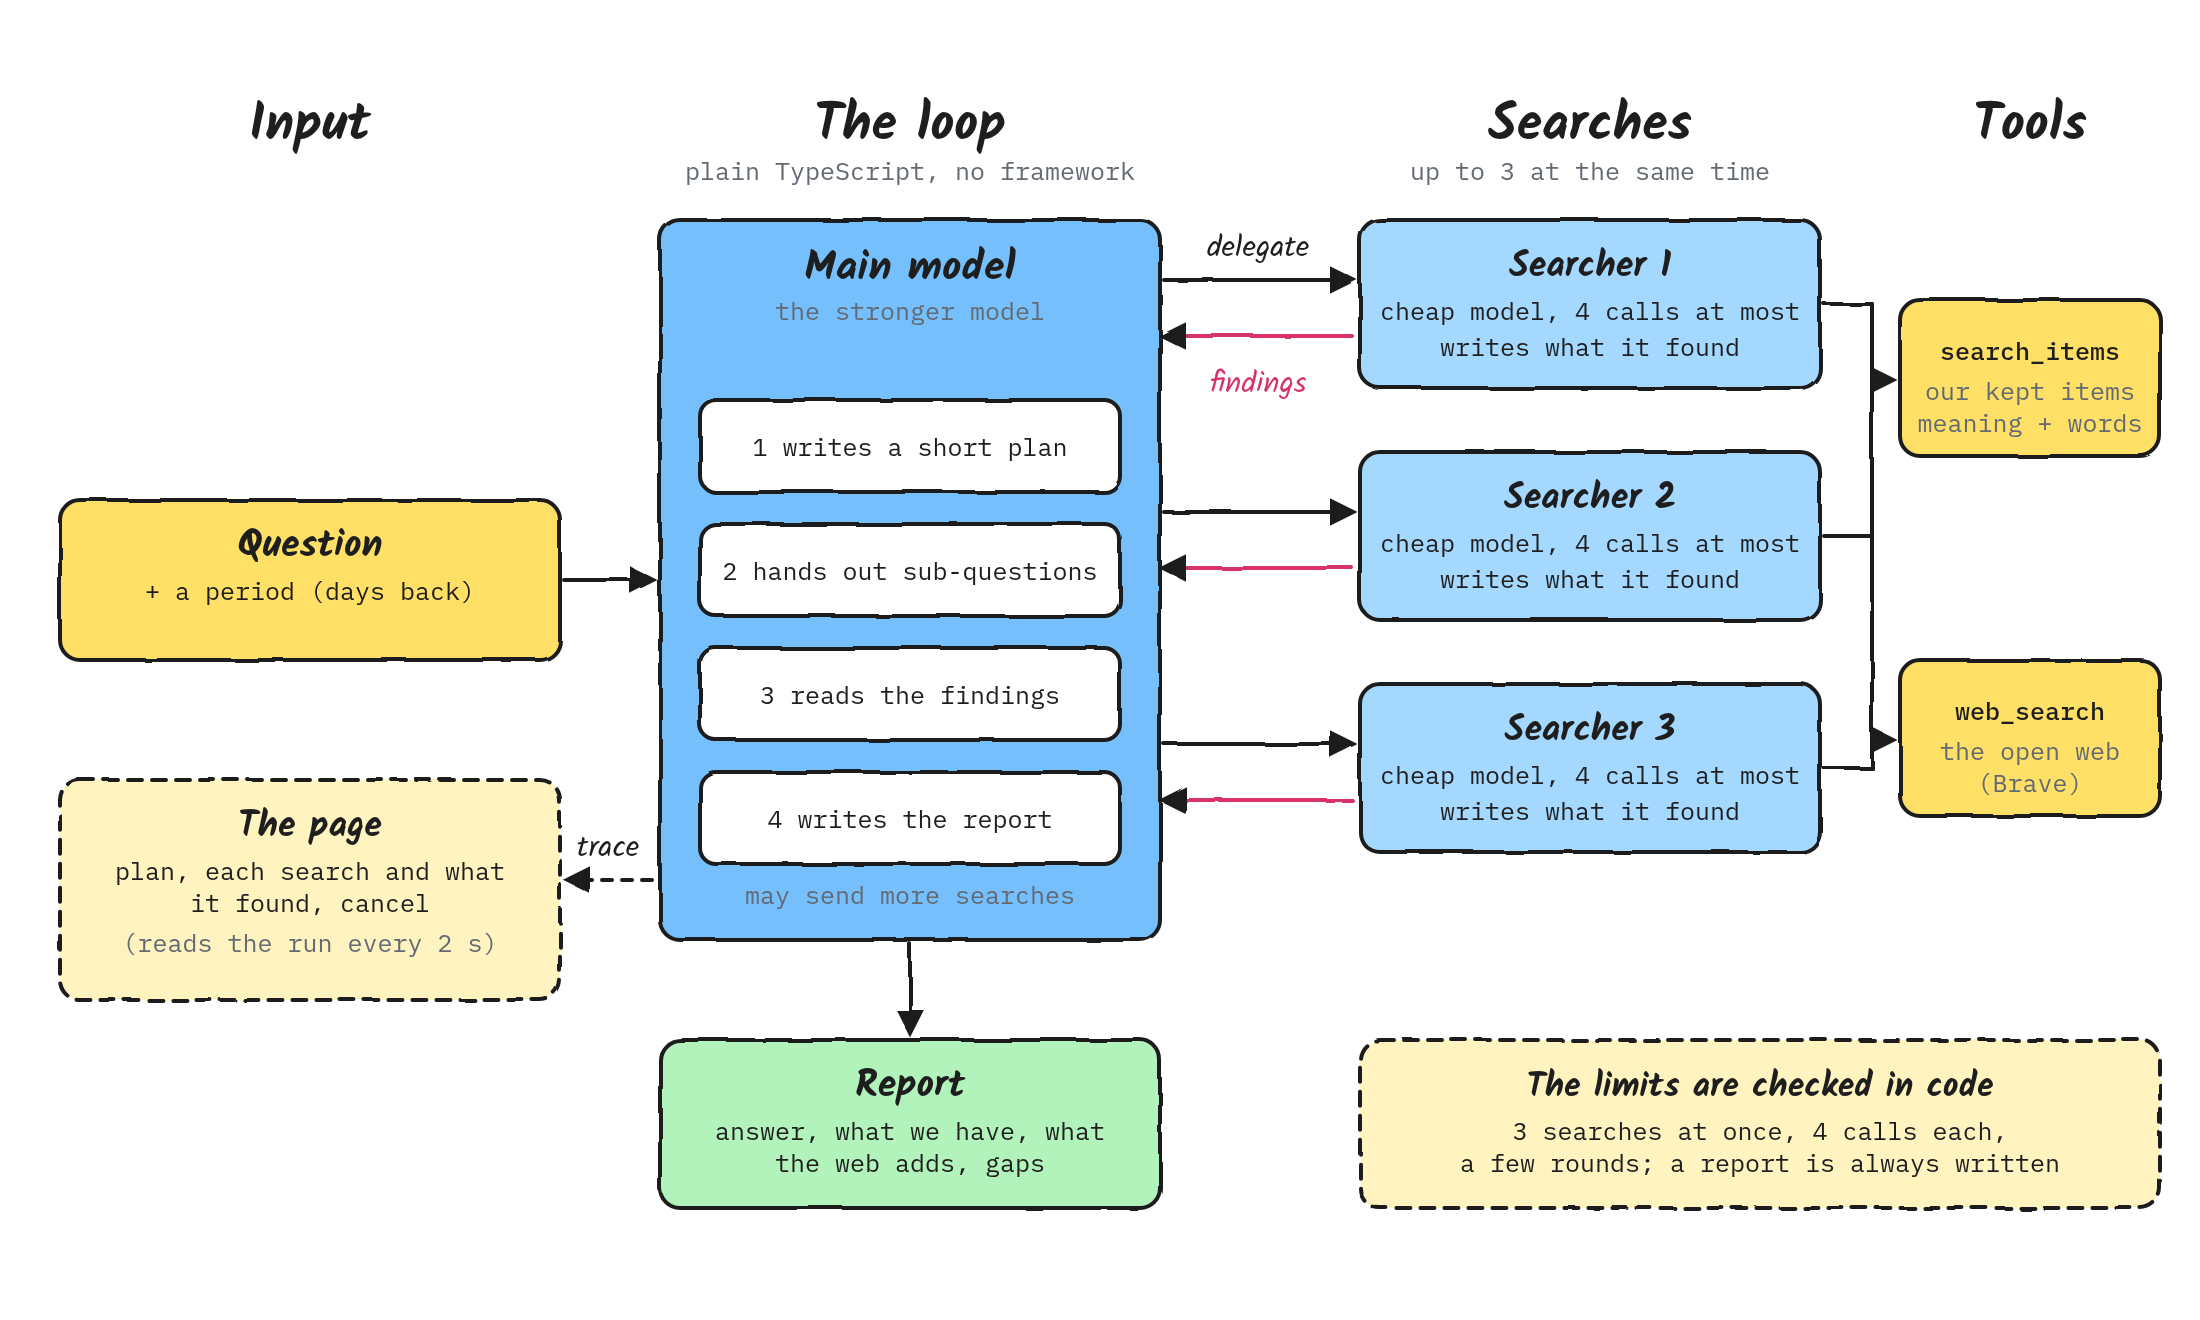 Input
The loop
plain TypeScript, no framework
Searches
up to 3 at the same time
Tools
Question
+ a period (days back)
The page
plan, each search and what
it found, cancel
(reads the run every 2 s)
trace
Main model
the stronger model
1 writes a short plan
2 hands out sub-questions
3 reads the findings
4 writes the report
may send more searches
delegate
findings
Searcher 1
cheap model, 4 calls at most
writes what it found
Searcher 2
cheap model, 4 calls at most
writes what it found
Searcher 3
cheap model, 4 calls at most
writes what it found
search_items
our kept items
meaning + words
web_search
the open web
(Brave)
Report
answer, what we have, what
the web adds, gaps
The limits are checked in code
3 searches at once, 4 calls each,
a few rounds; a report is always written